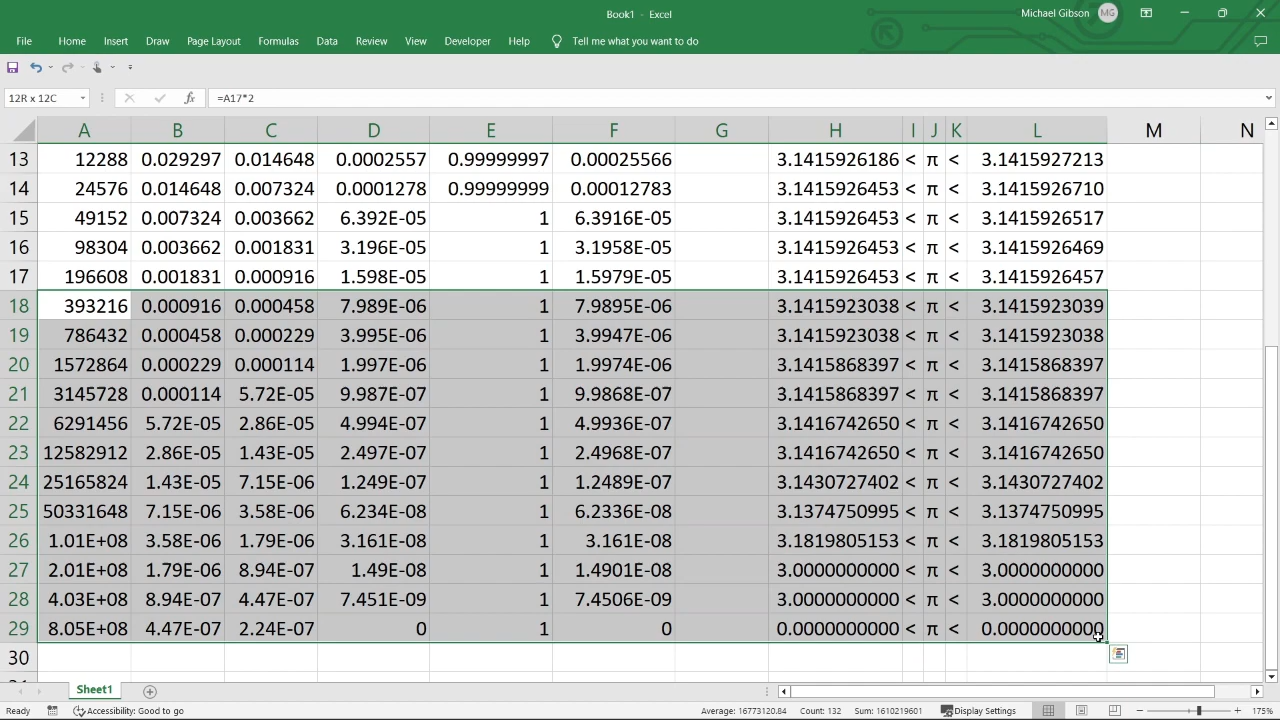 Book1 - Excel
Michael Gibson MG
File Home Insert Draw Page Layout Formulas Data Review View Developer Help Tell me what you want to do
12R x 12C fx =A17*2
A B C D E F G H I J K L M N
13 12288 0.029297 0.014648 0.0002557 0.99999997 0.00025566 3.1415926186 < π < 3.1415927213
14 24576 0.014648 0.007324 0.0001278 0.99999999 0.00012783 3.1415926453 < π < 3.1415926710
15 49152 0.007324 0.003662 6.392E-05 1 6.3916E-05 3.1415926453 < π < 3.1415926517
16 98304 0.003662 0.001831 3.196E-05 1 3.1958E-05 3.1415926453 < π < 3.1415926469
17 196608 0.001831 0.000916 1.598E-05 1 1.5979E-05 3.1415926453 < π < 3.1415926457
18 393216 0.000916 0.000458 7.989E-06 1 7.9895E-06 3.1415923038 < π < 3.1415923039
19 786432 0.000458 0.000229 3.995E-06 1 3.9947E-06 3.1415923038 < π < 3.1415923038
20 1572864 0.000229 0.000114 1.997E-06 1 1.9974E-06 3.1415868397 < π < 3.1415868397
21 3145728 0.000114 5.72E-05 9.987E-07 1 9.9868E-07 3.1415868397 < π < 3.1415868397
22 6291456 5.72E-05 2.86E-05 4.994E-07 1 4.9936E-07 3.1416742650 < π < 3.1416742650
23 12582912 2.86E-05 1.43E-05 2.497E-07 1 2.4968E-07 3.1416742650 < π < 3.1416742650
24 25165824 1.43E-05 7.15E-06 1.249E-07 1 1.2489E-07 3.1430727402 < π < 3.1430727402
25 50331648 7.15E-06 3.58E-06 6.234E-08 1 6.2336E-08 3.1374750995 < π < 3.1374750995
26 1.01E+08 3.58E-06 1.79E-06 3.161E-08 1 3.161E-08 3.1819805153 < π < 3.1819805153
27 2.01E+08 1.79E-06 8.94E-07 1.49E-08 1 1.4901E-08 3.0000000000 < π < 3.0000000000
28 4.03E+08 8.94E-07 4.47E-07 7.451E-09 1 7.4506E-09 3.0000000000 < π < 3.0000000000
29 8.05E+08 4.47E-07 2.24E-07 0 1 0 0.0000000000 < π < 0.0000000000
30
Sheet1
Ready Accessibility: Good to go Average: 16773120.84 Count: 132 Sum: 1610219601 Display Settings 175%